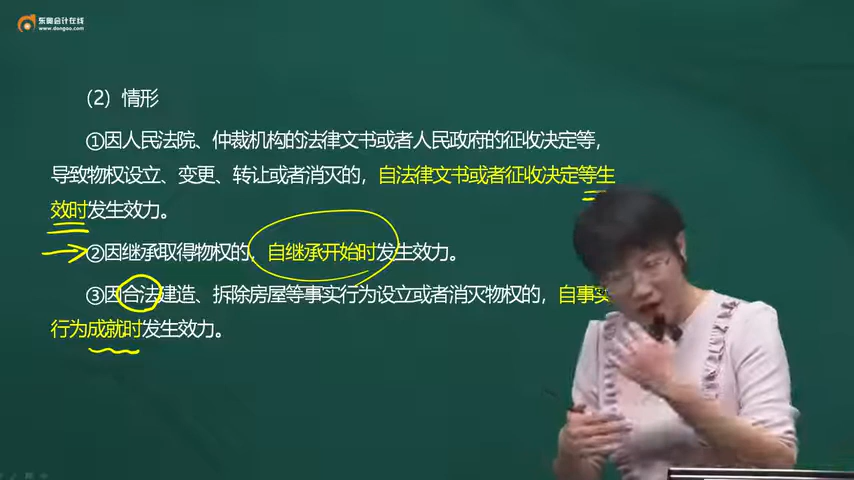 东奥会计在线
www.dongao.com
（2）情形
①因人民法院、仲裁机构的法律文书或者人民政府的征收决定等，
导致物权设立、变更、转让或者消灭的，自法律文书或者征收决定等生
效时发生效力。
②因继承取得物权的，自继承开始时发生效力。
③因合法建造、拆除房屋等事实行为设立或者消灭物权的，自事实
行为成就时发生效力。